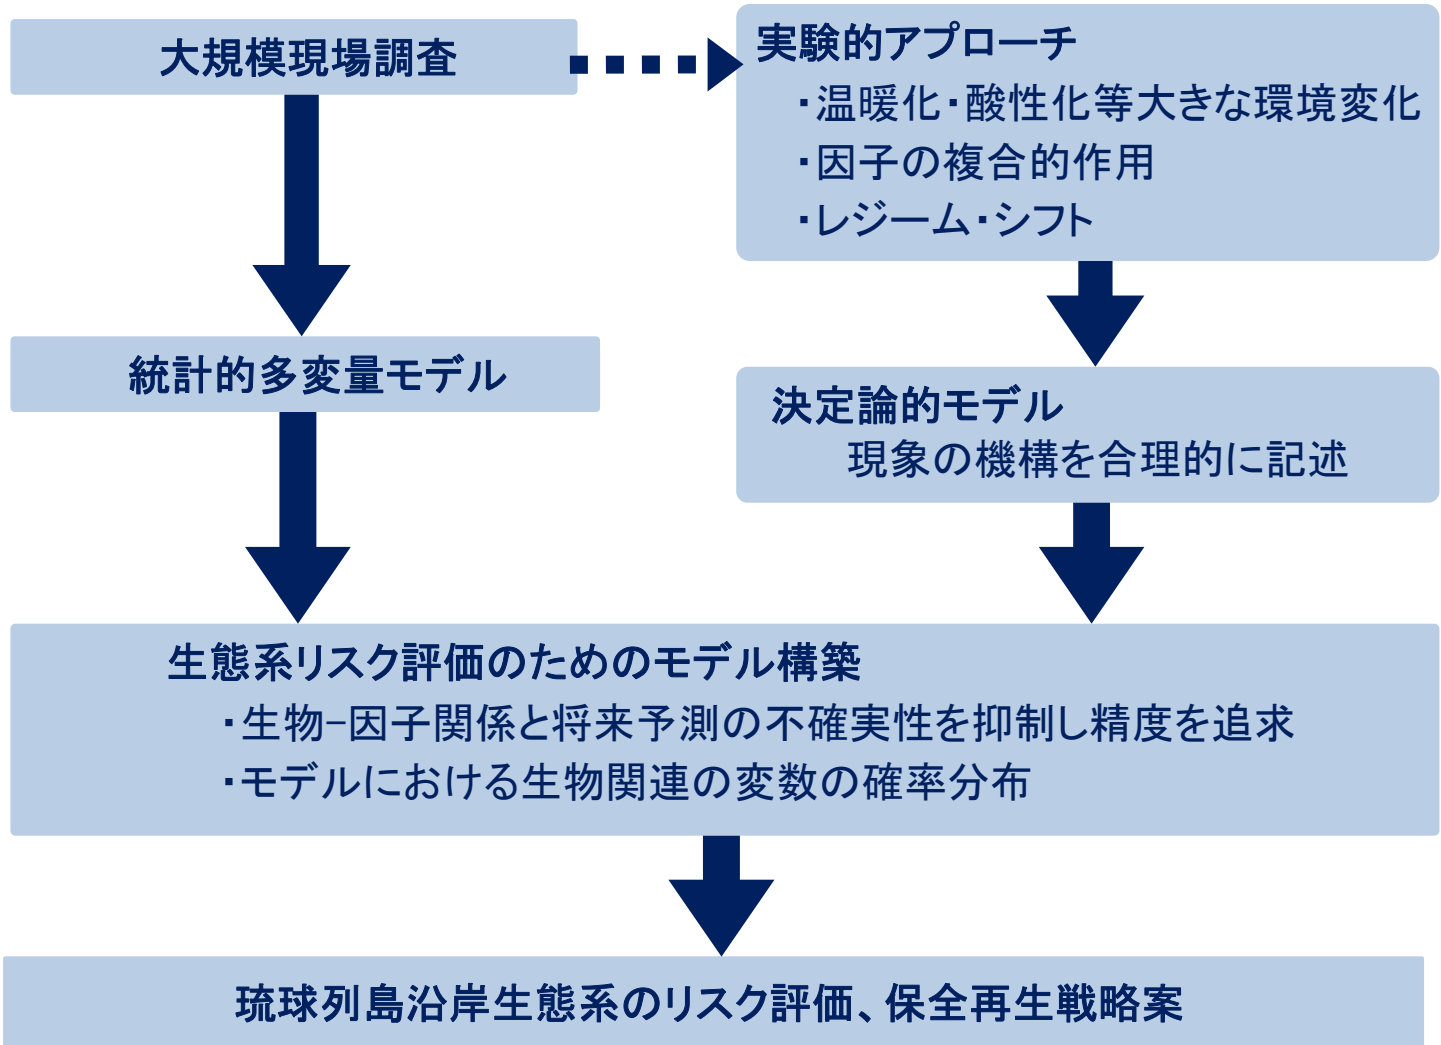 大規模現場調査
実験的アプローチ
・温暖化・酸性化等大きな環境変化
・因子の複合的作用
・レジーム・シフト
統計的多変量モデル
決定論的モデル
現象の機構を合理的に記述
生態系リスク評価のためのモデル構築
・生物-因子関係と将来予測の不確実性を抑制し精度を追求
・モデルにおける生物関連の変数の確率分布
琉球列島沿岸生態系のリスク評価、保全再生戦略案